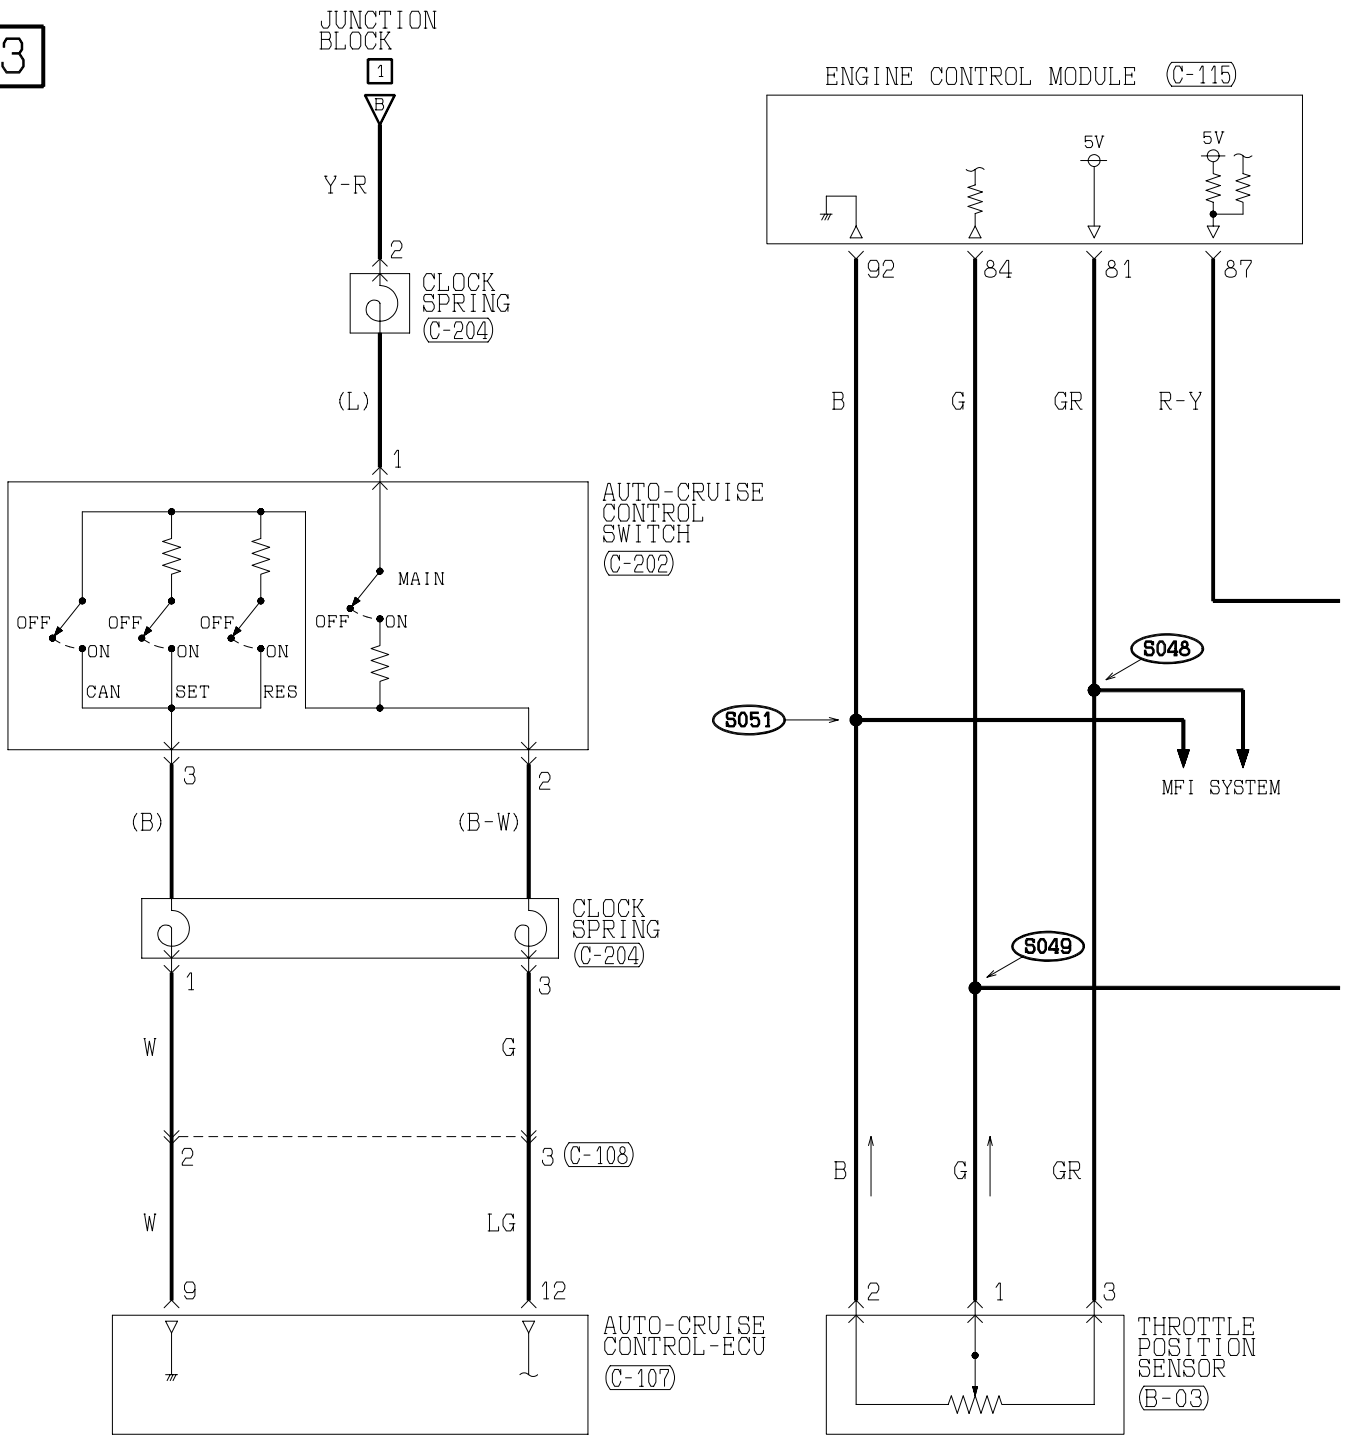 3
JUNCTION
BLOCK
1
B
Y-R
2
CLOCK
SPRING
(C-204)
(L)
1
AUTO-CRUISE
CONTROL
SWITCH
(C-202)
MAIN
OFF
ON
OFF
ON
OFF
ON
OFF
ON
CAN
SET
RES
3
2
(B)
(B-W)
CLOCK
SPRING
(C-204)
1
3
W
G
2
3
(C-108)
W
LG
9
12
AUTO-CRUISE
CONTROL-ECU
(C-107)
ENGINE CONTROL MODULE (C-115)
5V
5V
92
84
81
87
B
G
GR
R-Y
S048
S051
MFI SYSTEM
S049
B
G
GR
2
1
3
THROTTLE
POSITION
SENSOR
(B-03)